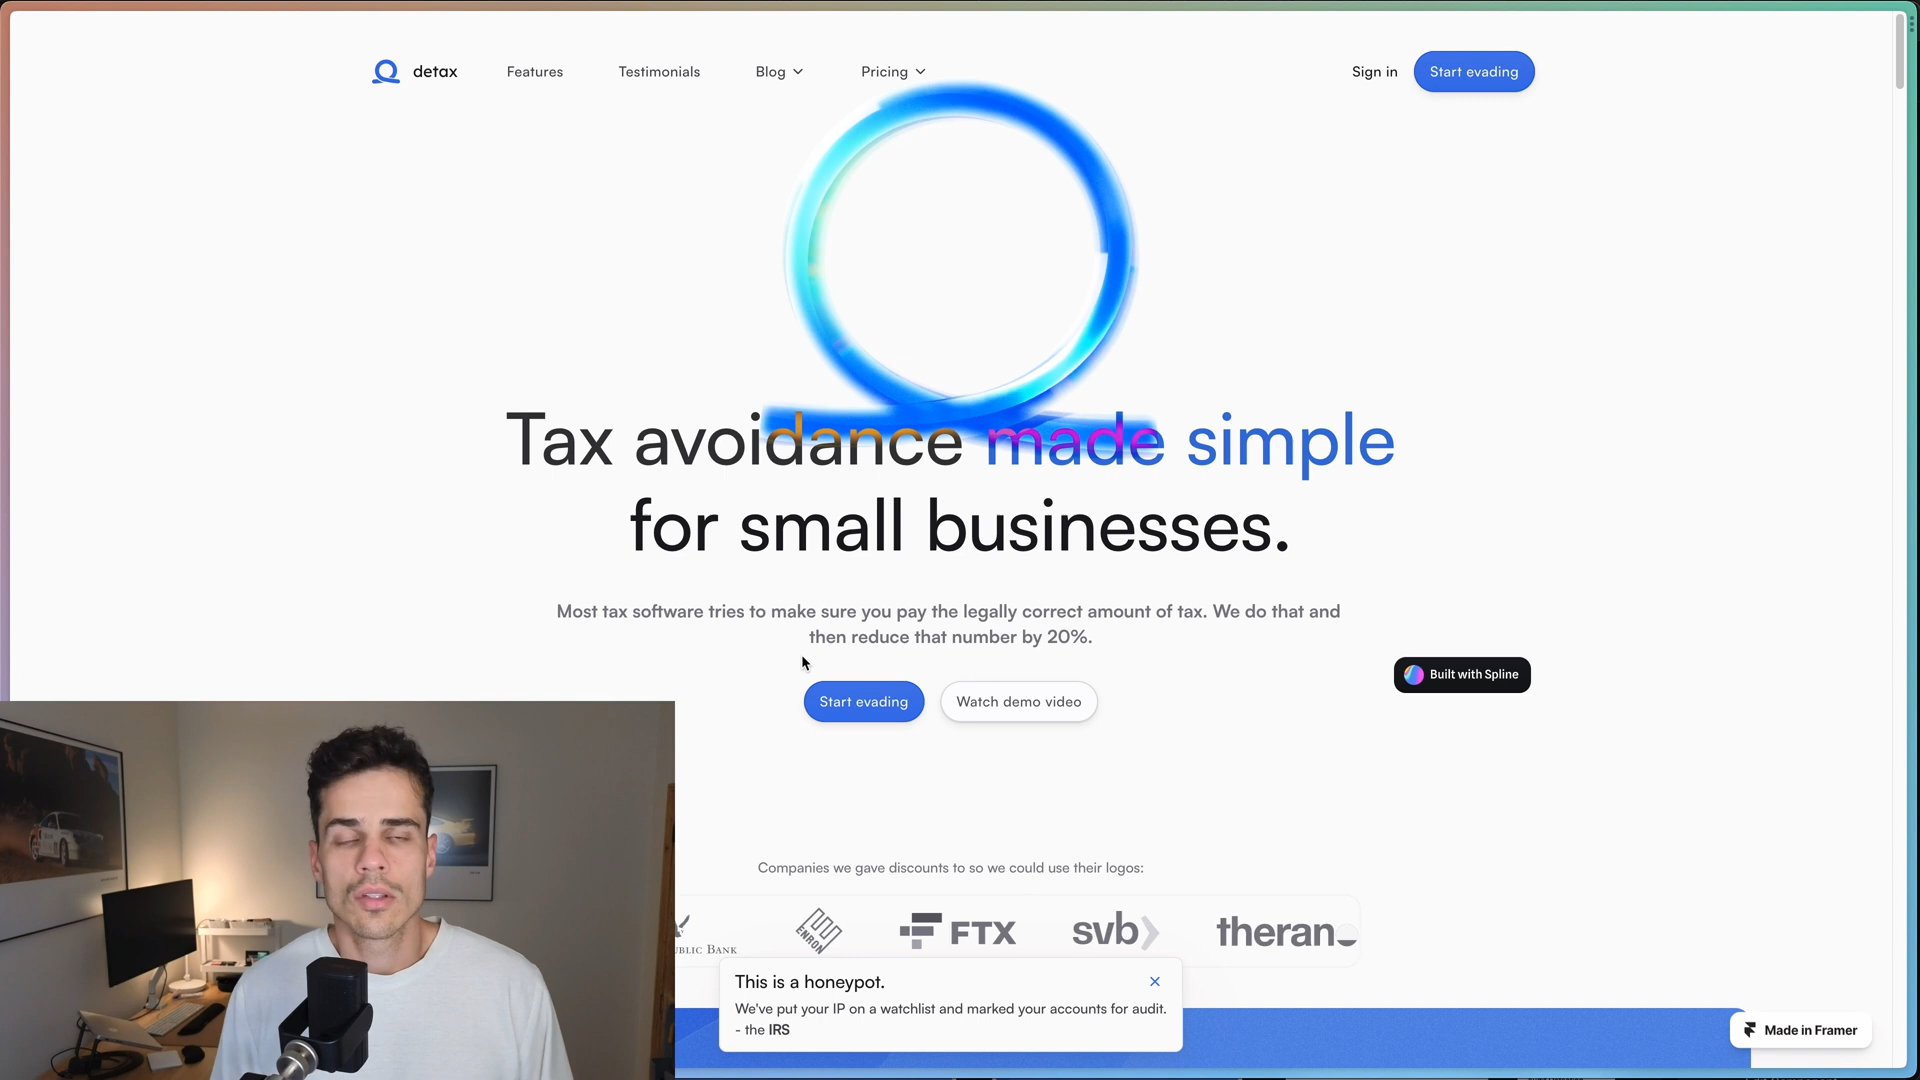 detax
Features
Testimonials
Blog
Pricing
Sign in
Start evading
Tax avoidance made simple
for small businesses.
Most tax software tries to make sure you pay the legally correct amount of tax. We do that and
then reduce that number by 20%.
Built with Spline
Start evading
Watch demo video
Companies we gave discounts to so we could use their logos:
BANK
ENRON
FTX
svb
theran
This is a honeypot.
We've put your IP on a watchlist and marked your accounts for audit.
- the IRS
Made in Framer